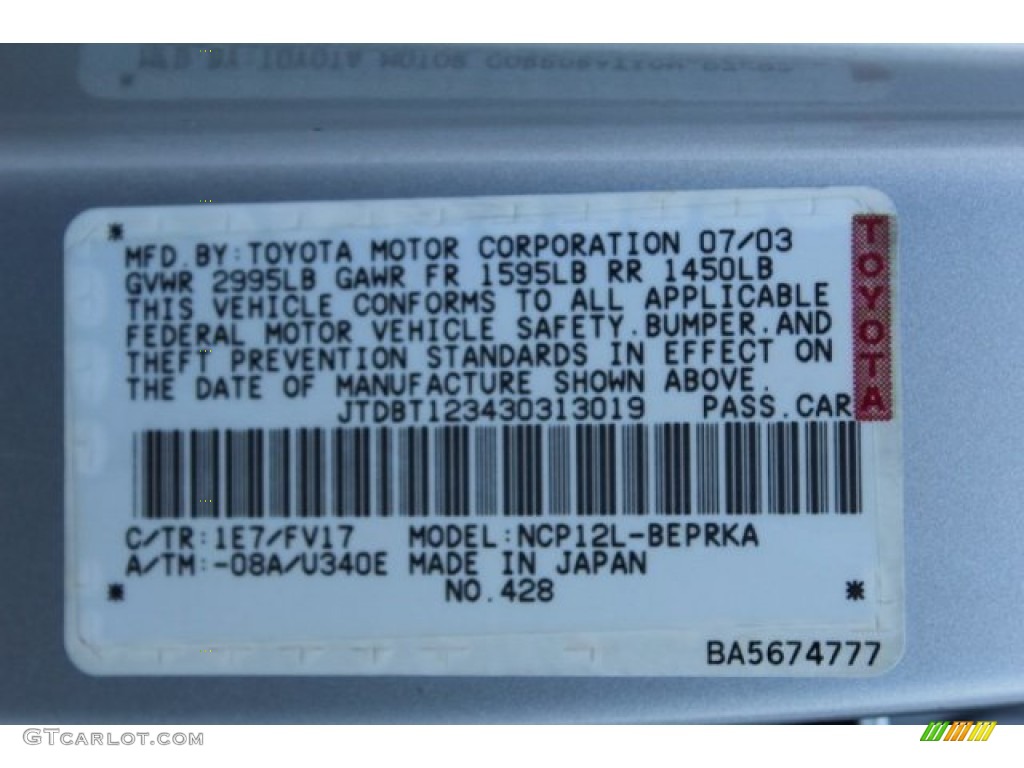 MFD.BY:TOYOTA MOTOR CORPORATION 07/03
GVWR 2995LB GAWR FR 1595LB RR 1450LB
THIS VEHICLE CONFORMS TO ALL APPLICABLE
FEDERAL MOTOR VEHICLE SAFETY.BUMPER.AND
THEFT PREVENTION STANDARDS IN EFFECT ON
THE DATE OF MANUFACTURE SHOWN ABOVE.
JTDBT123430313019 PASS.CAR
TOYOTA
C/TR:1E7/FV17 MODEL:NCP12L-BEPRKA
A/TM:-08A/U340E MADE IN JAPAN
NO.428
BA5674777
GTCarLot.com